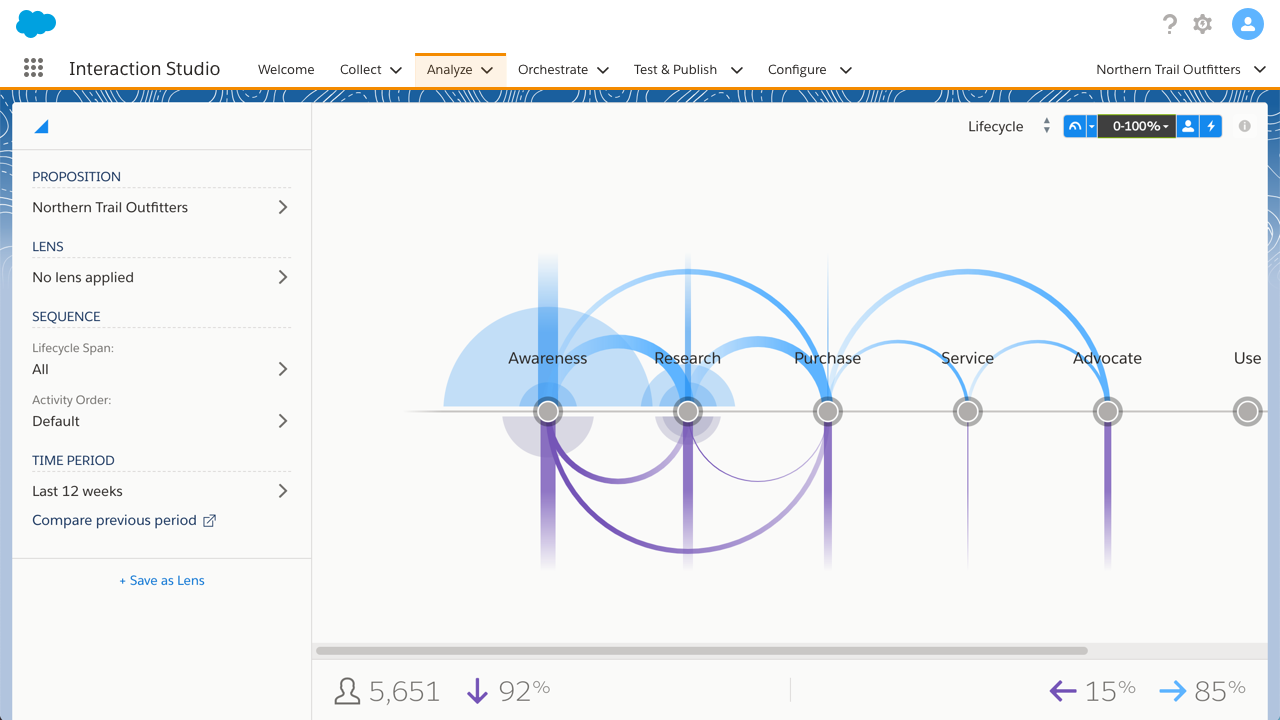 ?
Interaction Studio
Welcome
Collect
Analyze
Orchestrate
Test & Publish
Configure
Northern Trail Outfitters
Lifecycle
0-100%
PROPOSITION
Northern Trail Outfitters
LENS
No lens applied
SEQUENCE
Lifecycle Span:
All
Activity Order:
Default
TIME PERIOD
Last 12 weeks
Compare previous period
+ Save as Lens
Awareness
Research
Purchase
Service
Advocate
Use
5,651
92%
15%
85%